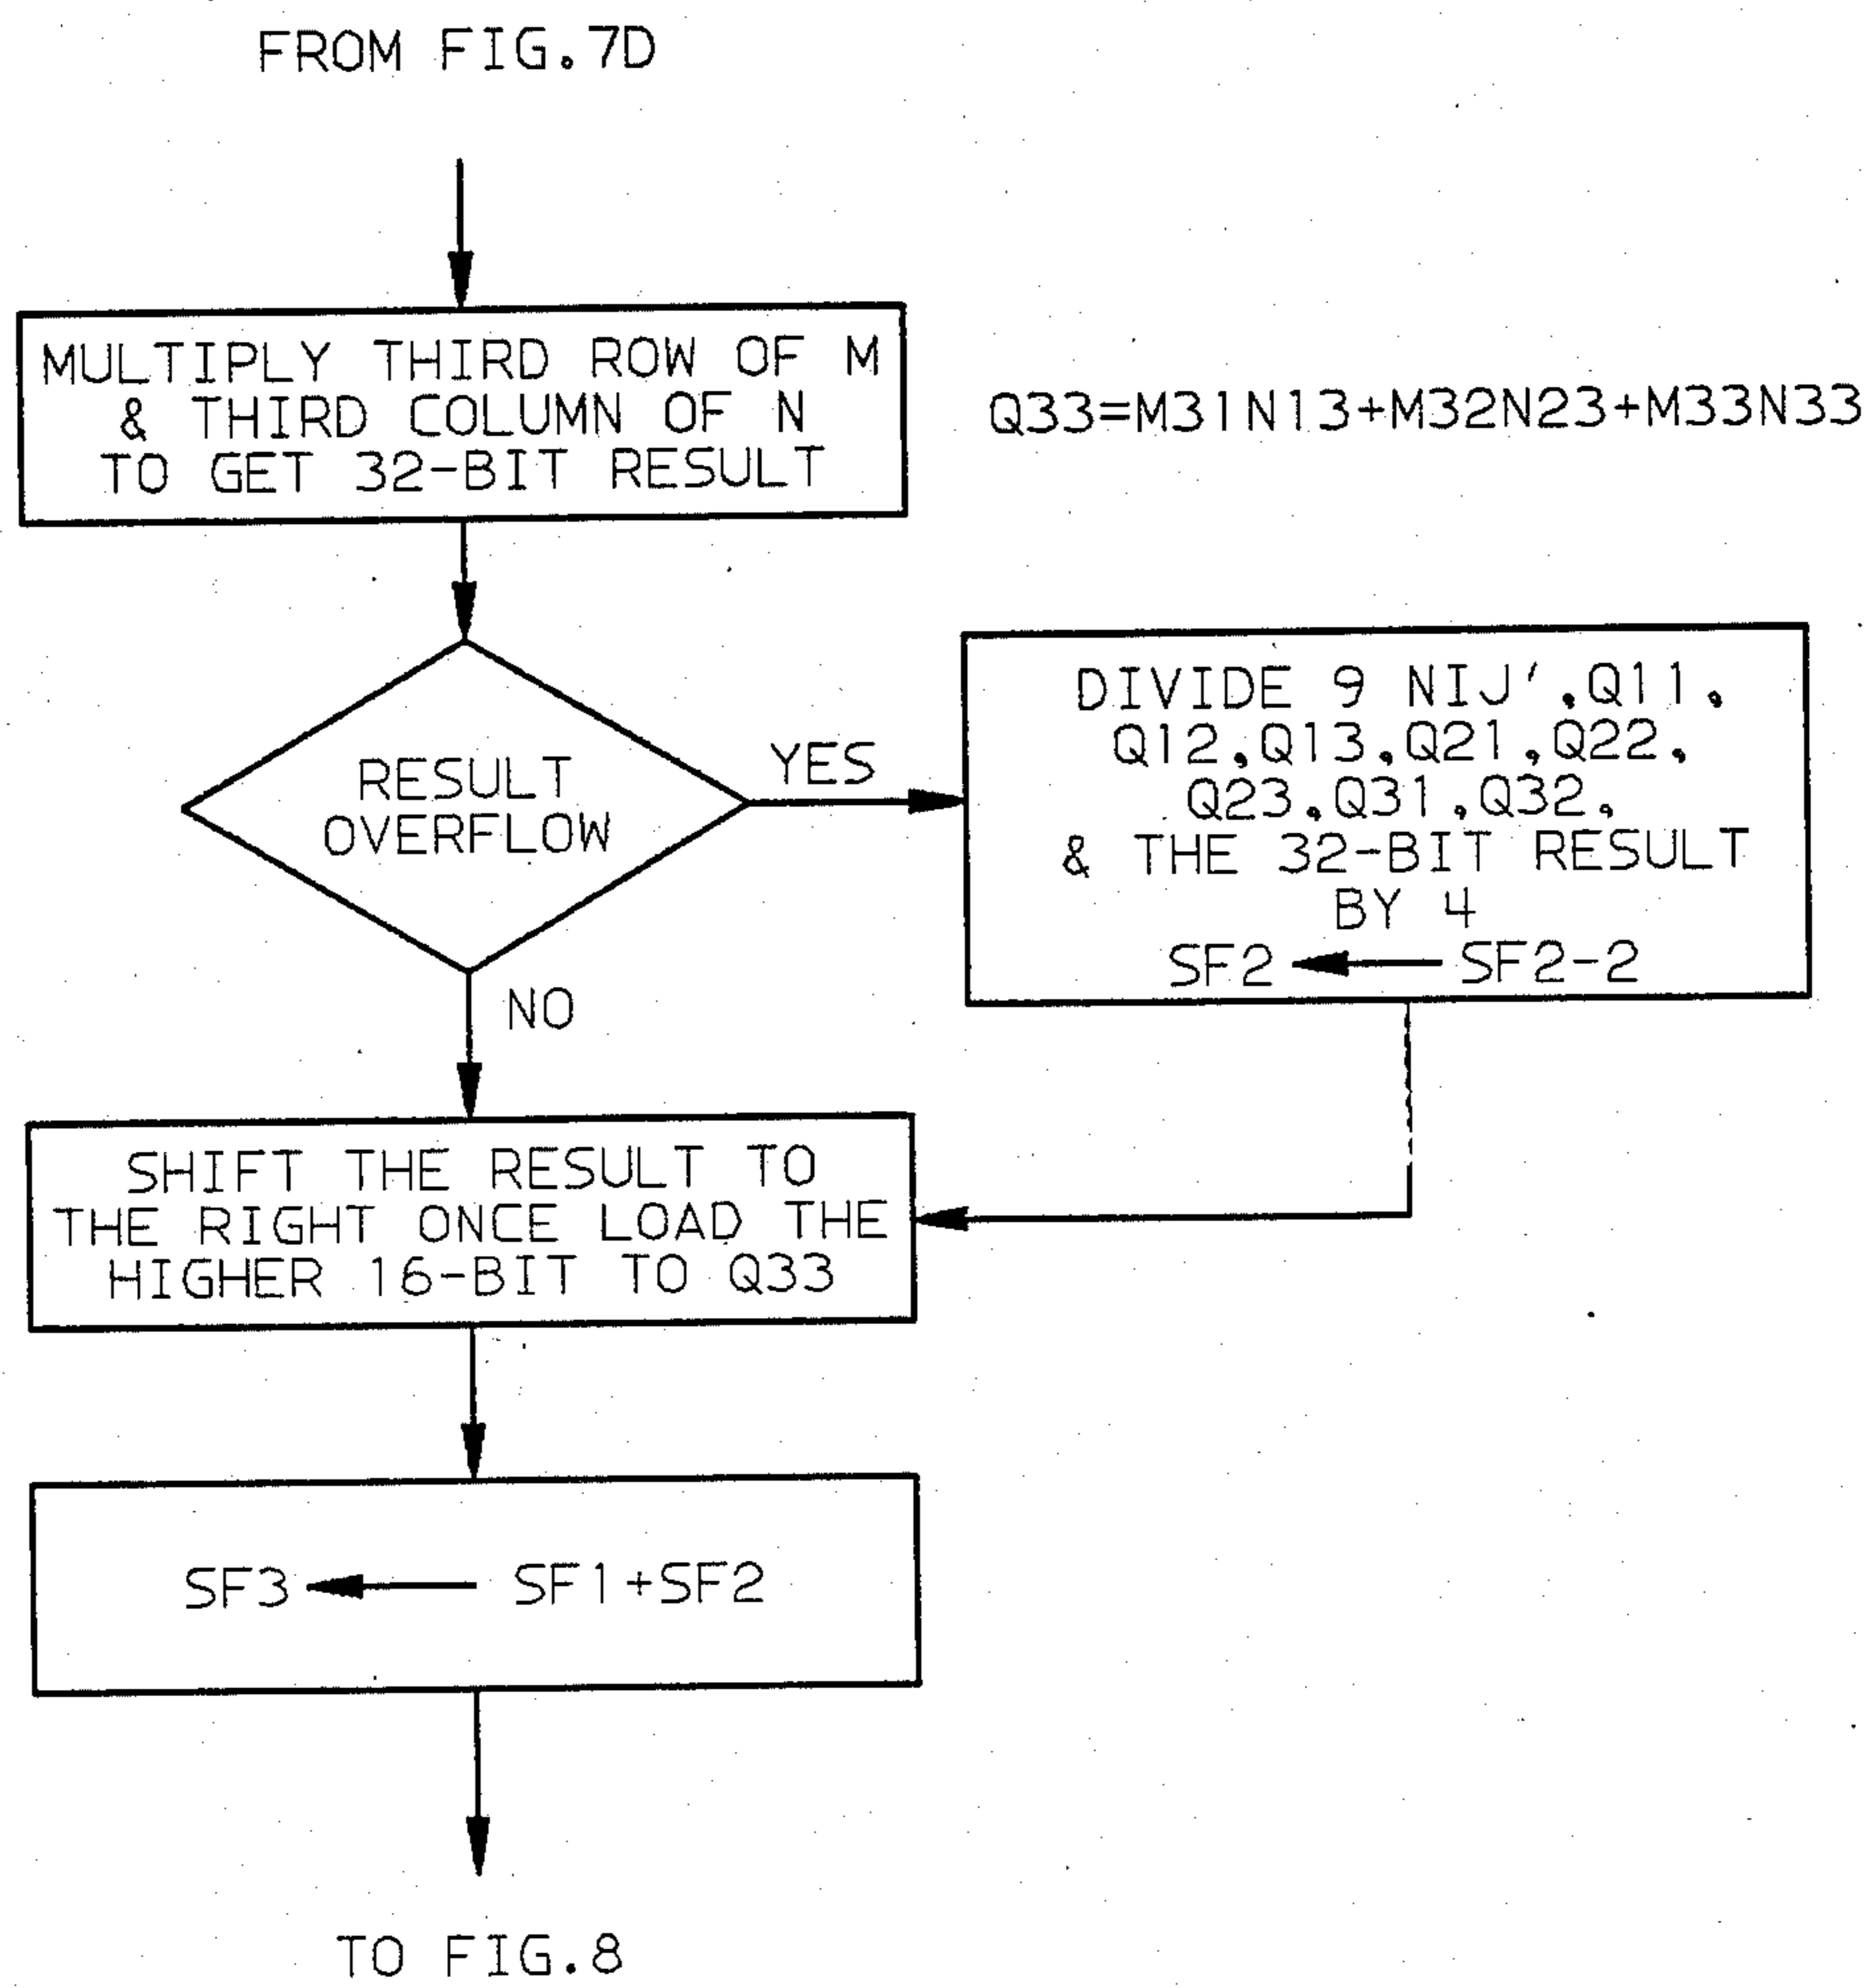 FROM FIG.7D
MULTIPLY THIRD ROW OF M
& THIRD COLUMN OF N
TO GET 32-BIT RESULT
Q33=M31N13+M32N23+M33N33
RESULT
OVERFLOW
YES
DIVIDE 9 NIJ',Q11,
Q12,Q13,Q21,Q22,
Q23,Q31,Q32,
& THE 32-BIT RESULT
BY 4
SF2 ← SF2-2
NO
SHIFT THE RESULT TO
THE RIGHT ONCE LOAD THE
HIGHER 16-BIT TO Q33
SF3 ← SF1+SF2
TO FIG.8